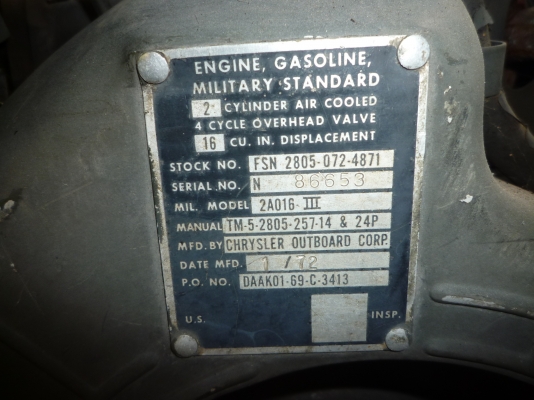 ENGINE, GASOLINE,
MILITARY STANDARD
2 CYLINDER AIR COOLED
4 CYCLE OVERHEAD VALVE
16 CU. IN. DISPLACEMENT
STOCK NO. FSN 2805-072-4871
SERIAL NO. N 86653
MIL. MODEL 2A016-III
MANUAL TM-5-2805-257-14 & 24P
MFD. BY CHRYSLER OUTBOARD CORP.
DATE MFD. 1/72
P.O. NO. DAAK01-69-C-3413
U.S. INSP.